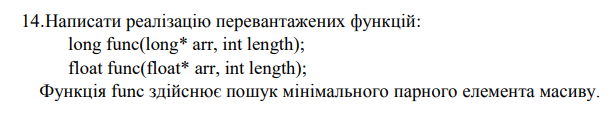 14.Написати реалізацію перевантажених функцій:
long func(long* arr, int length);
float func(float* arr, int length);
Функція func здійснює пошук мінімального парного елемента масиву.